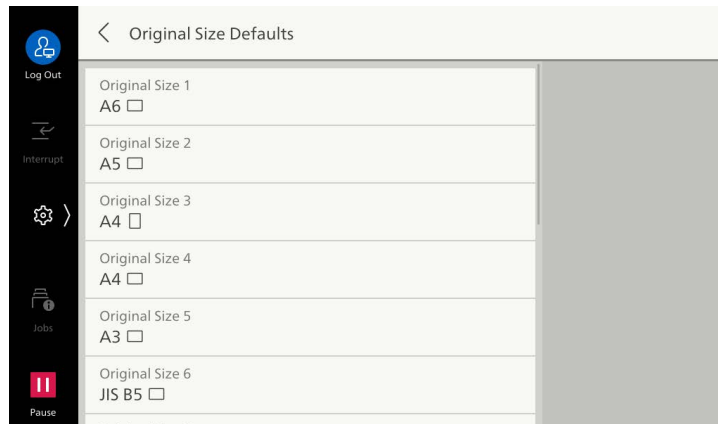 Log Out
Interrupt
Jobs
Pause
Original Size Defaults
Original Size 1
A6
Original Size 2
A5
Original Size 3
A4
Original Size 4
A4
Original Size 5
A3
Original Size 6
JIS B5